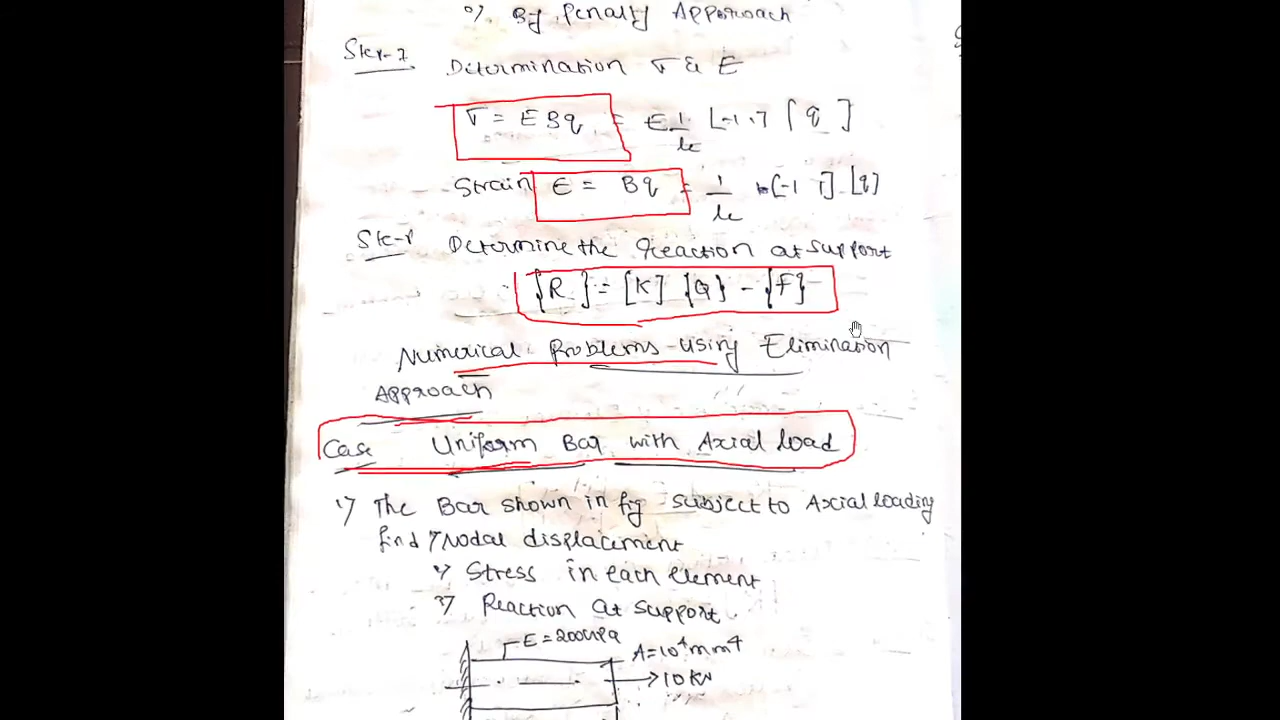 2) By Penalty Approach
Step-7 Determination σ & E
σ = E B q = E 1/le [-1 1] [q]
Strain ϵ = Bq = 1/le [-1 1] [q]
Step-8 Determine the Reaction at support
{R} = [K] {Q} - {F}
Numerical Problems using Elimination
Approach
Case Uniform Bar with Axial load
1) The Bar shown in fig subject to Axial loading
find 1) Nodal displacement
2) Stress in each element
3) Reaction at support.
E = 200GPa
A = 10⁴mm⁴
10 KN